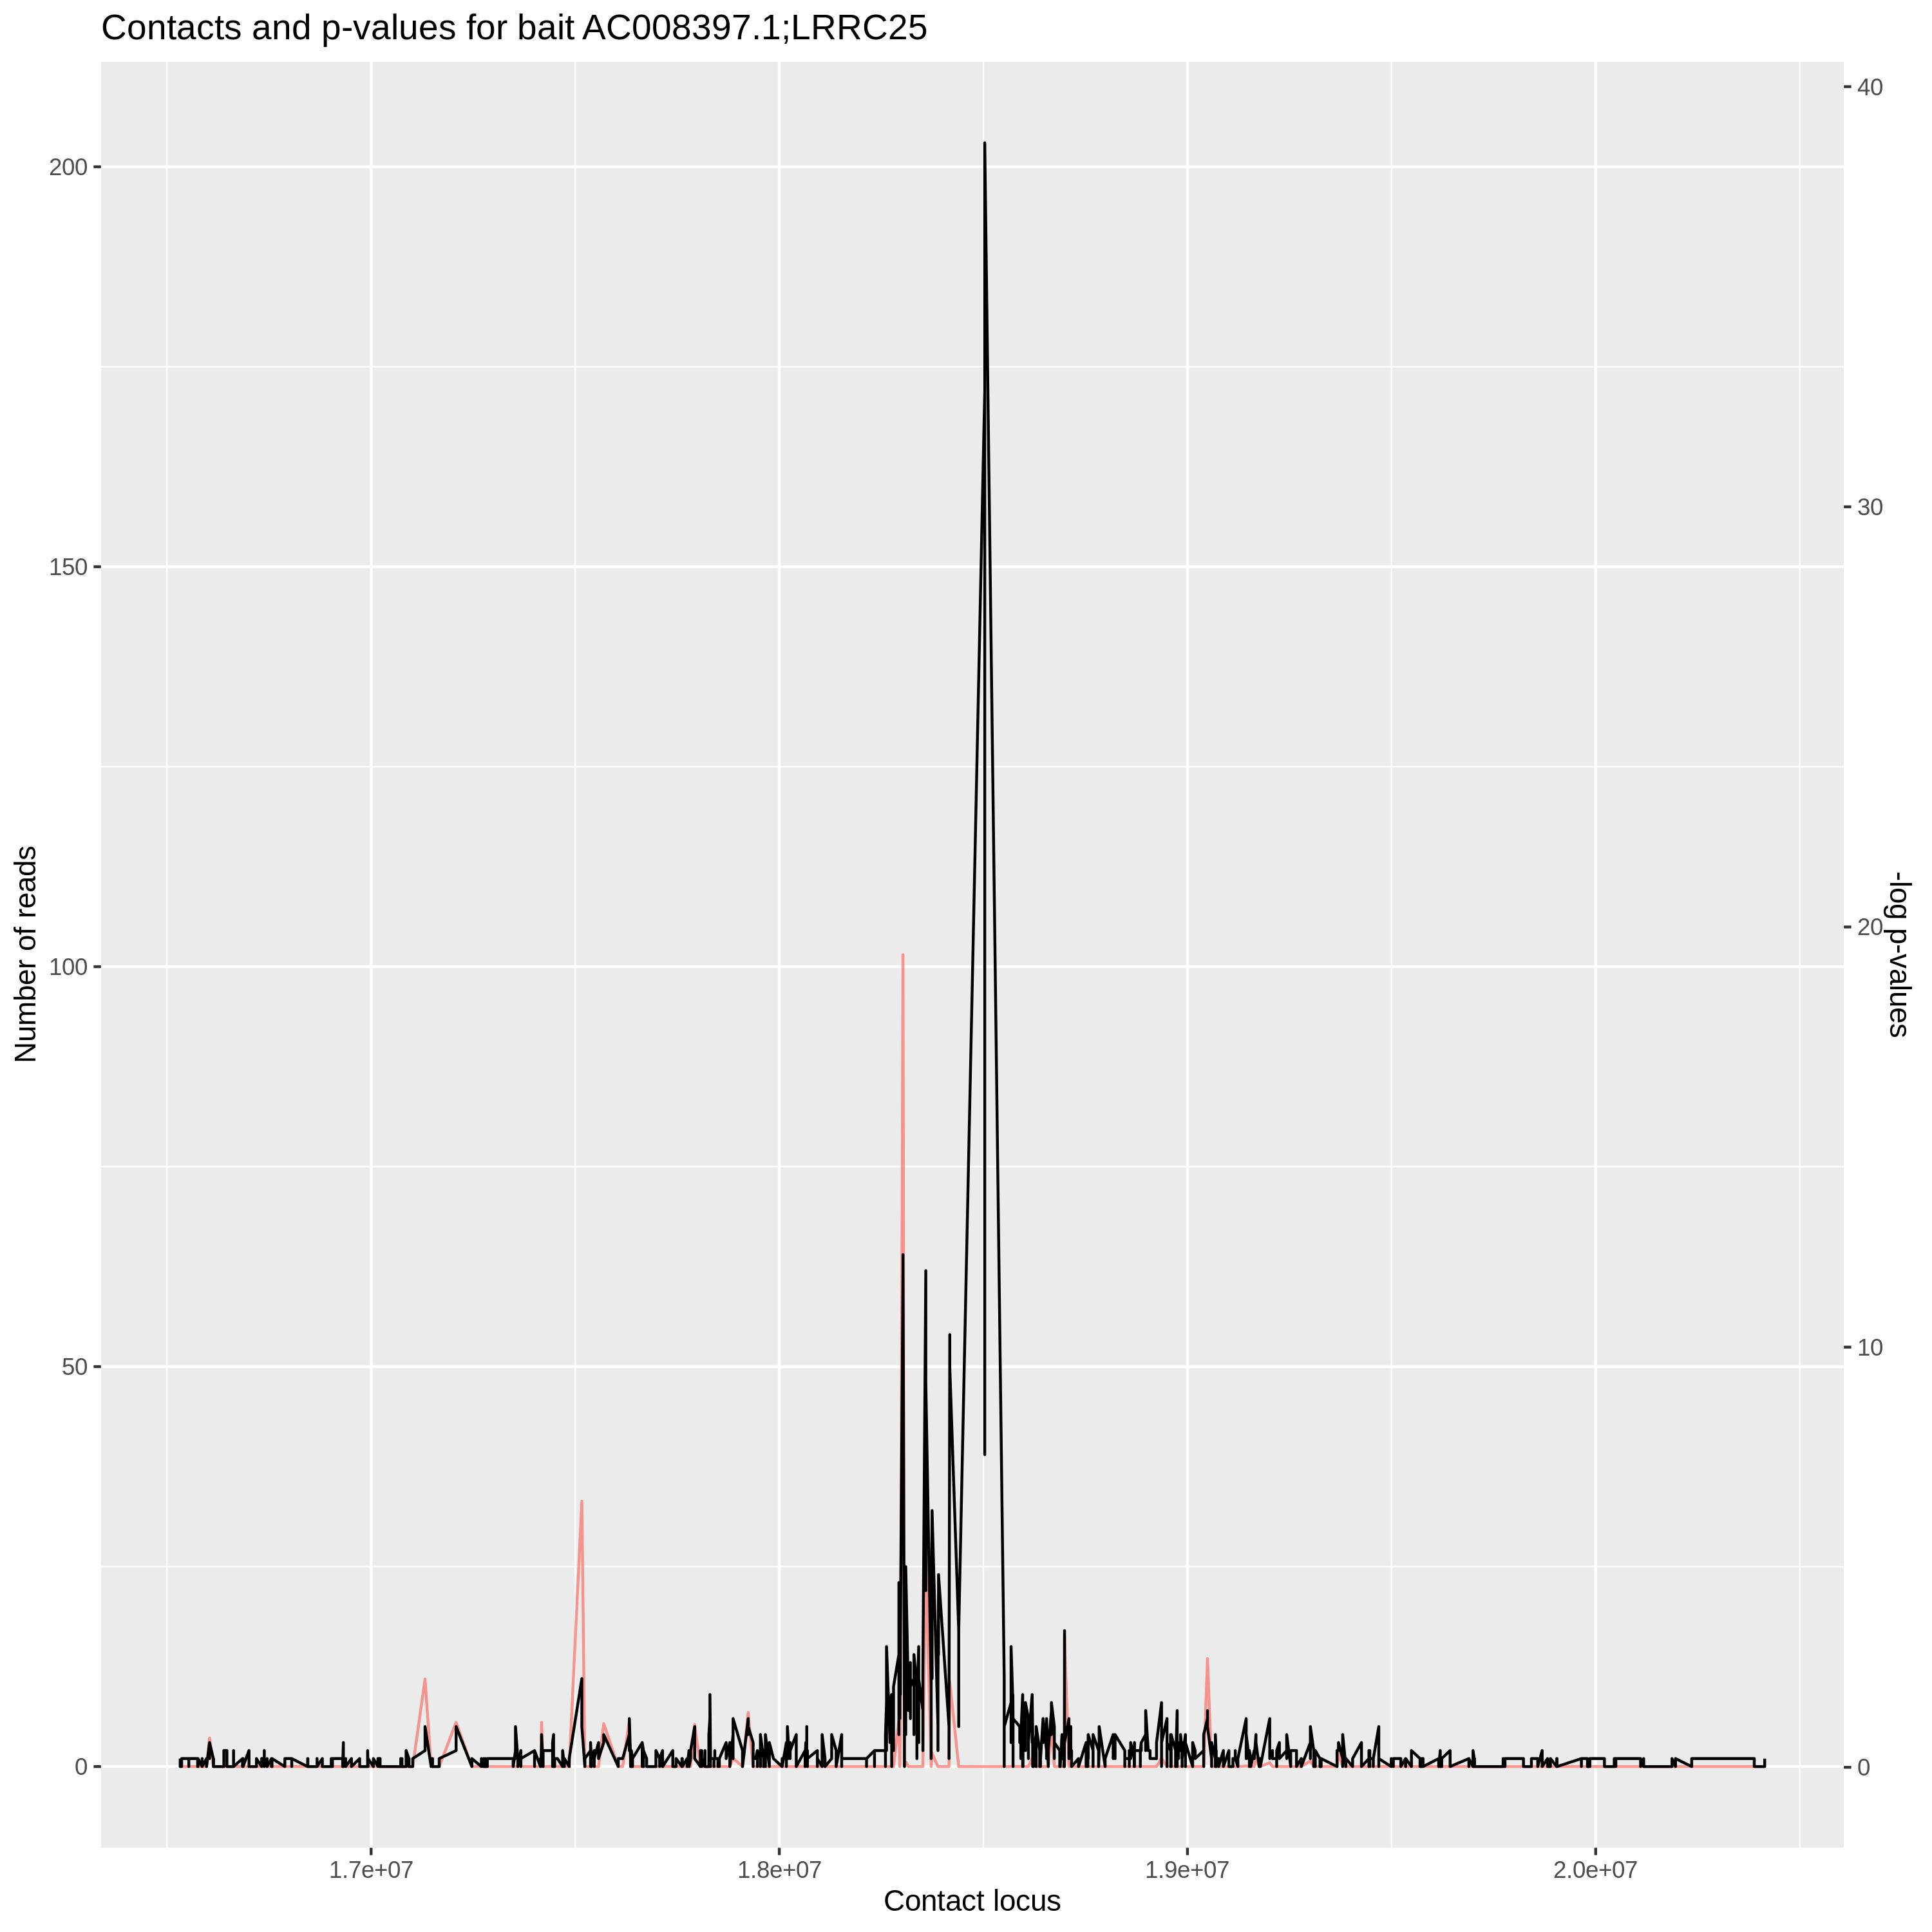 Contacts and p-values for bait AC008397.1;LRRC25
40
200
30
150
Number of reads
-log p-values
20
100
10
50
0
0
1.7e+07
1.8e+07
1.9e+07
2.0e+07
Contact locus